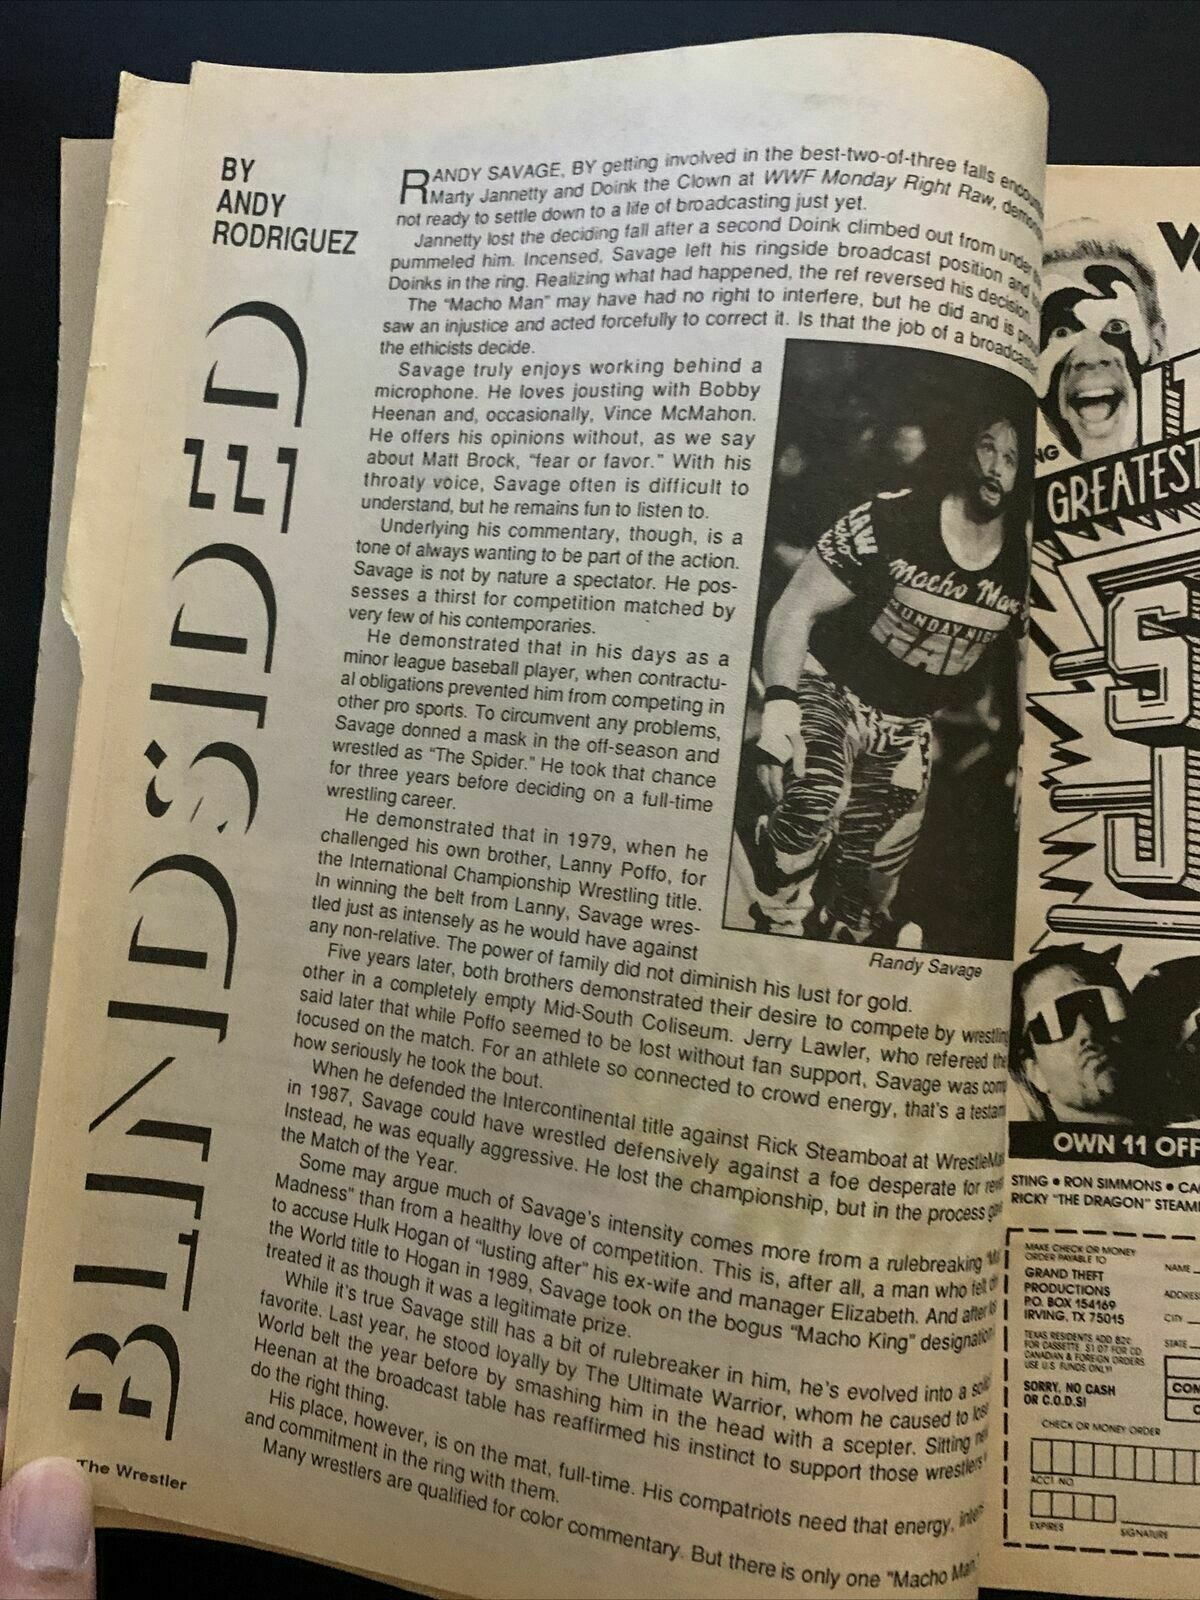 BY
ANDY
RODRIGUEZ
BLINDSIDED
RANDY SAVAGE, BY getting involved in the best-two-of-three falls
Marty Jannetty and Doink the Clown at WWF Monday Right Raw,
not ready to settle down to a life of broadcasting just yet.
Jannetty lost the deciding fall after a second Doink climbed out from under
pummeled him. Incensed, Savage left his ringside broadcast position and
Doinks in the ring. Realizing what had happened, the ref reversed his decision.
The "Macho Man" may have had no right to interfere, but he did and is
saw an injustice and acted forcefully to correct it. Is that the job of a
the ethicists decide.
Savage truly enjoys working behind a
microphone. He loves jousting with Bobby
Heenan and, occasionally, Vince McMahon.
He offers his opinions without, as we say
about Matt Brock, "fear or favor." With his
throaty voice, Savage often is difficult to
understand, but he remains fun to listen to.
Underlying his commentary, though, is a
tone of always wanting to be part of the action.
Savage is not by nature a spectator. He pos-
sesses a thirst for competition matched by
very few of his contemporaries.
He demonstrated that in his days as a
minor league baseball player, when contractu-
al obligations prevented him from competing in
other pro sports. To circumvent any problems,
Savage donned a mask in the off-season and
wrestled as "The Spider." He took that chance
for three years before deciding on a full-time
wrestling career.
He demonstrated that in 1979, when he
challenged his own brother, Lanny Poffo, for
the International Championship Wrestling title.
In winning the belt from Lanny, Savage wres-
tled just as intensely as he would have against
any non-relative. The power of family did not diminish his lust for gold.
Five years later, both brothers demonstrated their desire to compete by wrestling
other in a completely empty Mid-South Coliseum. Jerry Lawler, who refereed the
said later that while Poffo seemed to be lost without fan support, Savage was
focused on the match. For an athlete so connected to crowd energy, that's a
how seriously he took the bout.
When he defended the Intercontinental title against Rick Steamboat at
in 1987, Savage could have wrestled defensively against a foe desperate for
Instead, he was equally aggressive. He lost the championship, but in the process
the Match of the Year.
Some may argue much of Savage's intensity comes more from a rulebreaking
Madness" than from a healthy love of competition. This is, after all, a man who felt
to accuse Hulk Hogan of "lusting after" his ex-wife and manager Elizabeth. And after
the World title to Hogan in 1989, Savage took on the bogus "Macho King" designation
treated it as though it was a legitimate prize.
While it's true Savage still has a bit of rulebreaker in him, he's evolved into a
favorite. Last year, he stood loyally by The Ultimate Warrior, whom he caused to lose
World belt the year before by smashing him in the head with a scepter. Sitting
Heenan at the broadcast table has reaffirmed his instinct to support those wrestlers
do the right thing.
His place, however, is on the mat, full-time. His compatriots need that energy,
and commitment in the ring with them.
Many wrestlers are qualified for color commentary. But there is only one "Macho Man."
Macho Man
RAW
Randy Savage
The Wrestler
GREATEST
OWN 11 OFF
STING • RON SIMMONS •
RICKY "THE DRAGON"
MAKE CHECK OR MONEY
ORDER PAYABLE TO
GRAND THEFT
PRODUCTIONS
P.O. BOX 154169
IRVING, TX 75015
TEXAS RESIDENTS ADD 82¢
FOR CASSETTE, $1.07 FOR CD
CANADIAN & FOREIGN ORDERS
USE U.S. FUNDS ONLY!
SORRY, NO CASH
OR C.O.D.S!
NAME
ADDRESS
CITY
STATE
CHECK OR MONEY ORDER
ACCT NO.
EXPIRES
SIGNATURE